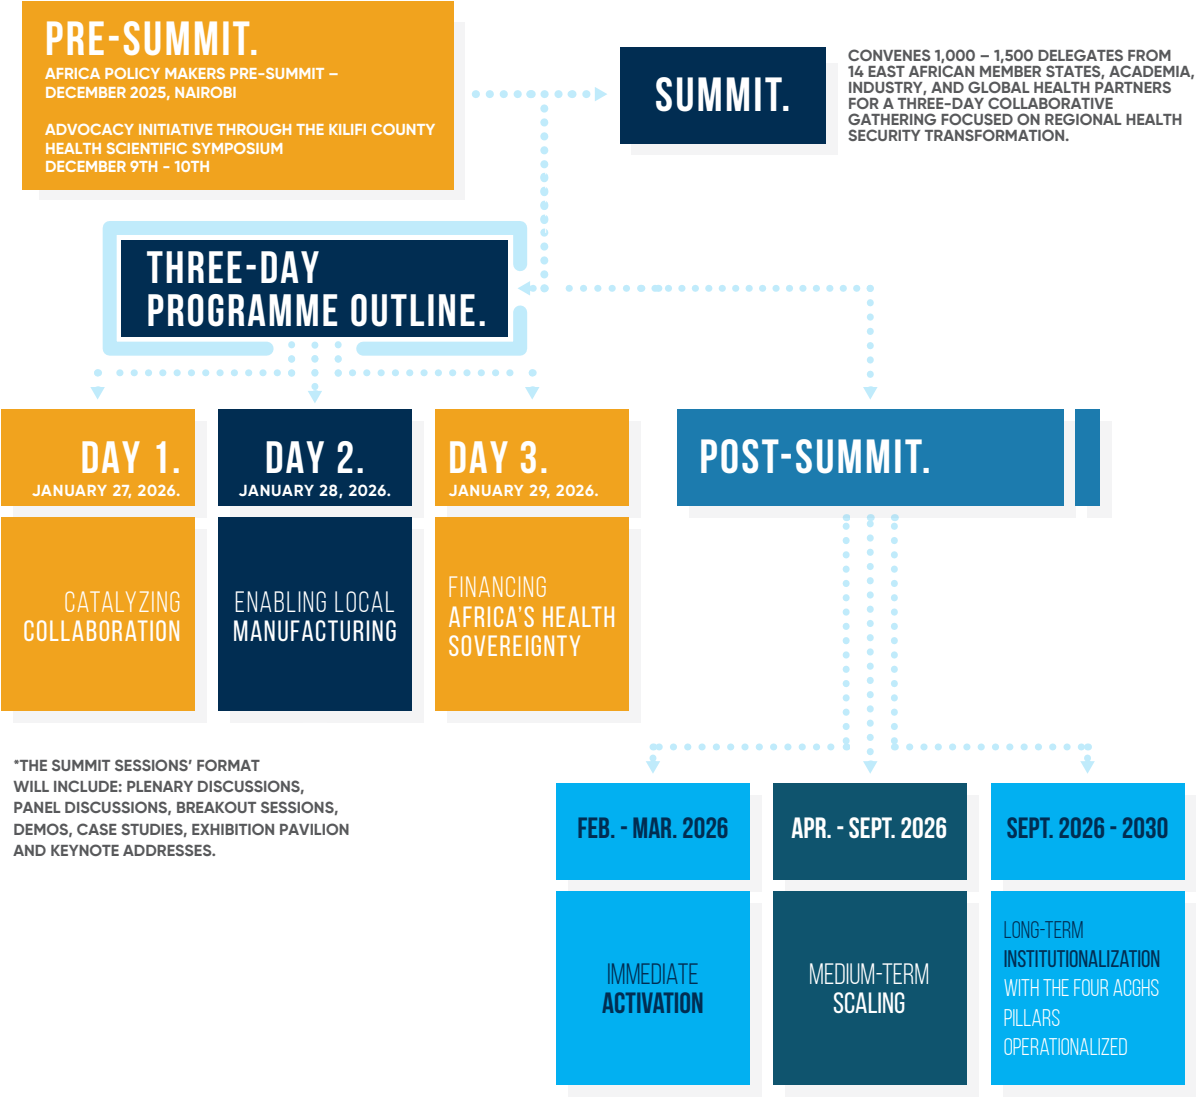 PRE-SUMMIT.
AFRICA POLICY MAKERS PRE-SUMMIT –
DECEMBER 2025, NAIROBI
ADVOCACY INITIATIVE THROUGH THE KILIFI COUNTY
HEALTH SCIENTIFIC SYMPOSIUM
DECEMBER 9TH - 10TH
SUMMIT.
CONVENES 1,000 – 1,500 DELEGATES FROM
14 EAST AFRICAN MEMBER STATES, ACADEMIA,
INDUSTRY, AND GLOBAL HEALTH PARTNERS
FOR A THREE-DAY COLLABORATIVE
GATHERING FOCUSED ON REGIONAL HEALTH
SECURITY TRANSFORMATION.
THREE-DAY
PROGRAMME OUTLINE.
DAY 1.
JANUARY 27, 2026.
CATALYZING
COLLABORATION
DAY 2.
JANUARY 28, 2026.
ENABLING LOCAL
MANUFACTURING
DAY 3.
JANUARY 29, 2026.
FINANCING
AFRICA'S HEALTH
SOVEREIGNTY
*THE SUMMIT SESSIONS' FORMAT
WILL INCLUDE: PLENARY DISCUSSIONS,
PANEL DISCUSSIONS, BREAKOUT SESSIONS,
DEMOS, CASE STUDIES, EXHIBITION PAVILION
AND KEYNOTE ADDRESSES.
POST-SUMMIT.
FEB. - MAR. 2026
IMMEDIATE
ACTIVATION
APR. - SEPT. 2026
MEDIUM-TERM
SCALING
SEPT. 2026 - 2030
LONG-TERM
INSTITUTIONALIZATION
WITH THE FOUR ACGHS
PILLARS
OPERATIONALIZED